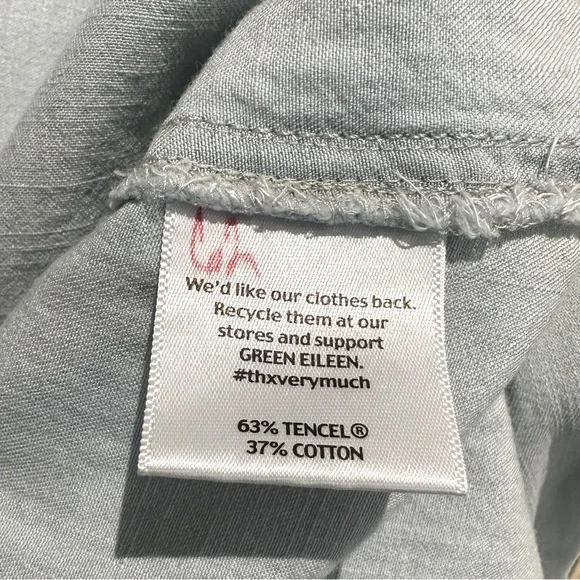 We'd like our clothes back.
Recycle them at our
stores and support
GREEN EILEEN.
#thxverymuch
63% TENCEL®
37% COTTON